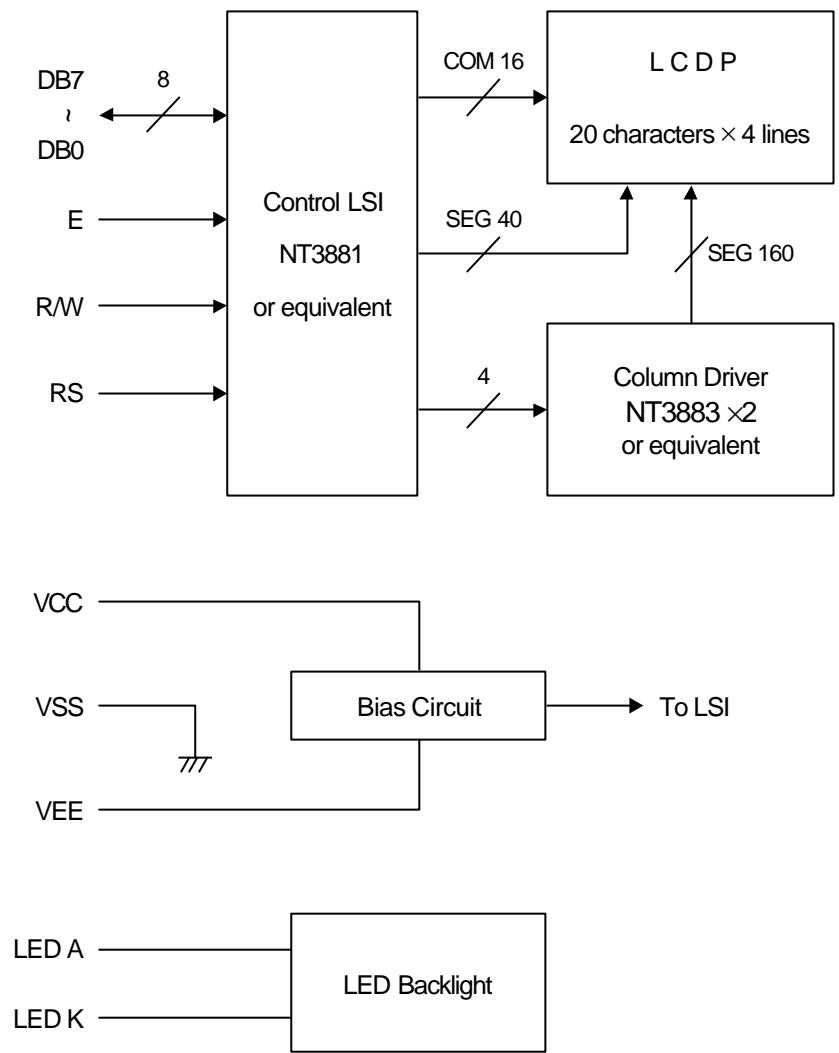 DB7
~
DB0
8
E
R/W
RS
Control LSI
NT3881
or equivalent
COM 16
SEG 40
4
L C D P
20 characters × 4 lines
SEG 160
Column Driver
NT3883 ×2
or equivalent
VCC
VSS
VEE
Bias Circuit
To LSI
LED A
LED K
LED Backlight